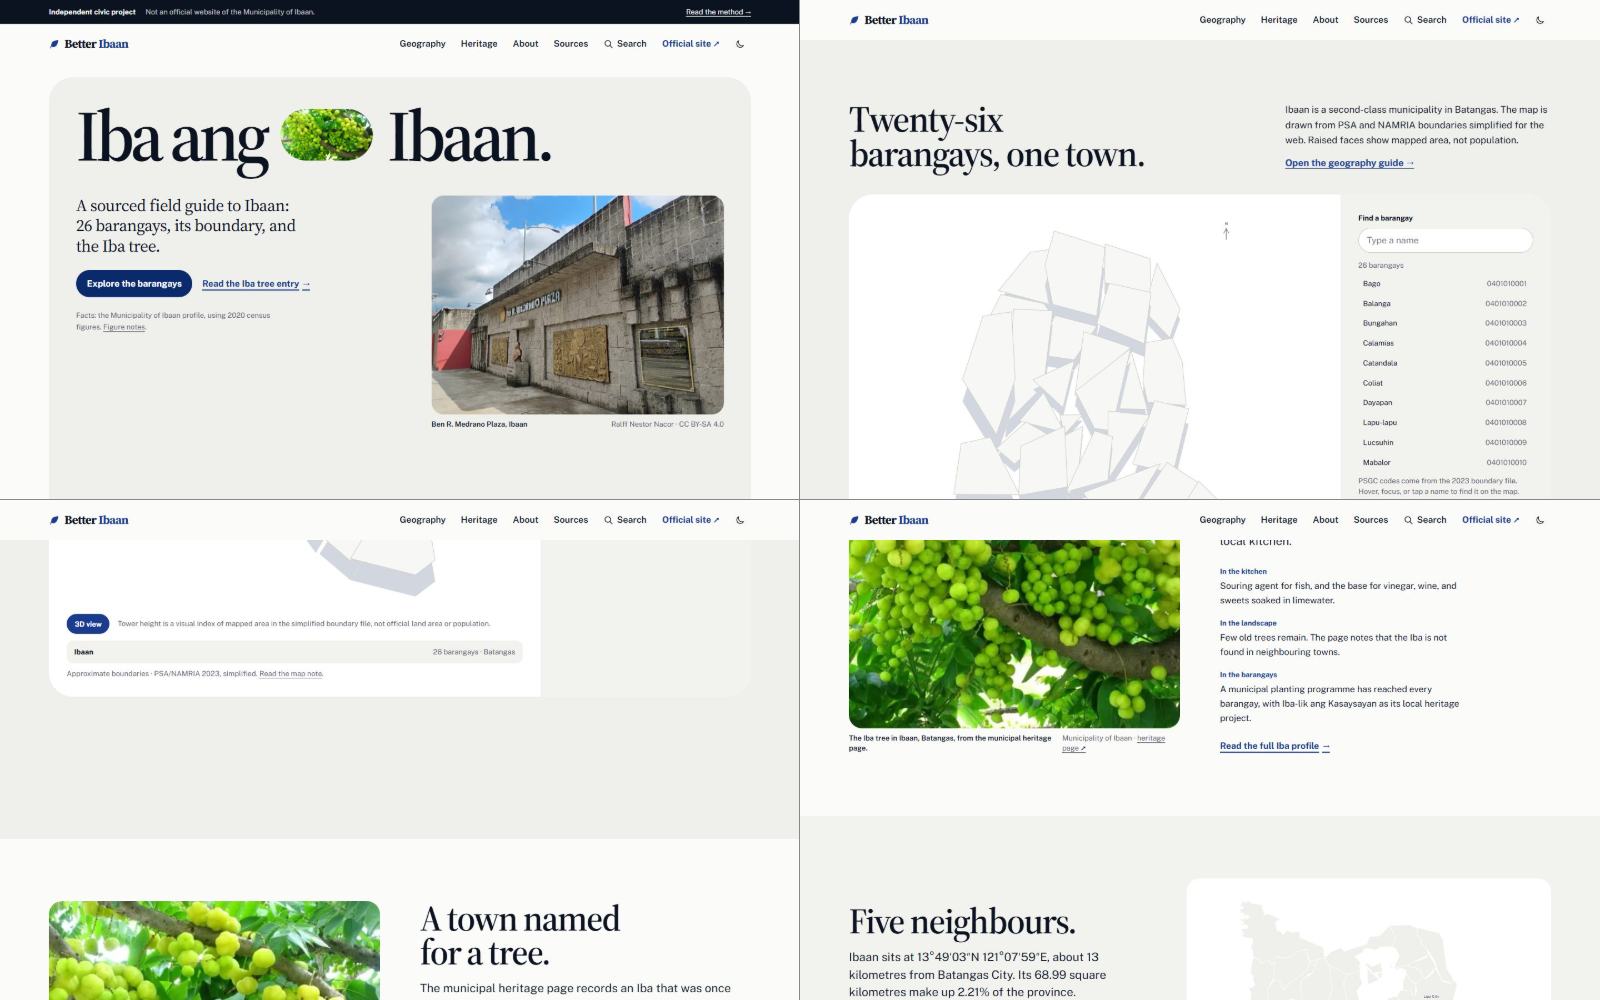 Independent civic project Not an official website of the Municipality of Ibaan. Read the method →
Better Ibaan Geography Heritage About Sources Search Official site ↗
Iba ang Ibaan.
A sourced field guide to Ibaan:
26 barangays, its boundary, and
the Iba tree.
Explore the barangays Read the Iba tree entry →
Facts: the Municipality of Ibaan profile, using 2020 census
figures. Figure notes.
Ben R. Medrano Plaza, Ibaan Ralff Nestor Nacor · CC BY-SA 4.0
Better Ibaan Geography Heritage About Sources Search Official site ↗
Twenty-six
barangays, one town.
Ibaan is a second-class municipality in Batangas. The map is
drawn from PSA and NAMRIA boundaries simplified for the
web. Raised faces show mapped area, not population.
Open the geography guide →
N
Find a barangay
Type a name
26 barangays
Bago 0401010001
Balanga 0401010002
Bungahan 0401010003
Calamias 0401010004
Catandala 0401010005
Coliat 0401010006
Dayapan 0401010007
Lapu-lapu 0401010008
Lucsuhin 0401010009
Mabalor 0401010010
PSGC codes come from the 2023 boundary file.
Hover, focus, or tap a name to find it on the map.
Better Ibaan Geography Heritage About Sources Search Official site ↗
3D view Tower height is a visual index of mapped area in the simplified boundary file, not official land area or population.
Ibaan 26 barangays · Batangas
Approximate boundaries · PSA/NAMRIA 2023, simplified. Read the map note.
A town named
for a tree.
The municipal heritage page records an Iba that was once
Better Ibaan Geography Heritage About Sources Search Official site ↗
local kitchen.
In the kitchen
Souring agent for fish, and the base for vinegar, wine, and
sweets soaked in limewater.
In the landscape
Few old trees remain. The page notes that the Iba is not
found in neighbouring towns.
In the barangays
A municipal planting programme has reached every
barangay, with Iba-lik ang Kasaysayan as its local heritage
project.
Read the full Iba profile →
The Iba tree in Ibaan, Batangas, from the municipal heritage
page.
Municipality of Ibaan · heritage
page ↗
Five neighbours.
Ibaan sits at 13°49′03″N 121°07′59″E, about 13
kilometres from Batangas City. Its 68.99 square
kilometres make up 2.21% of the province.
Lipa City